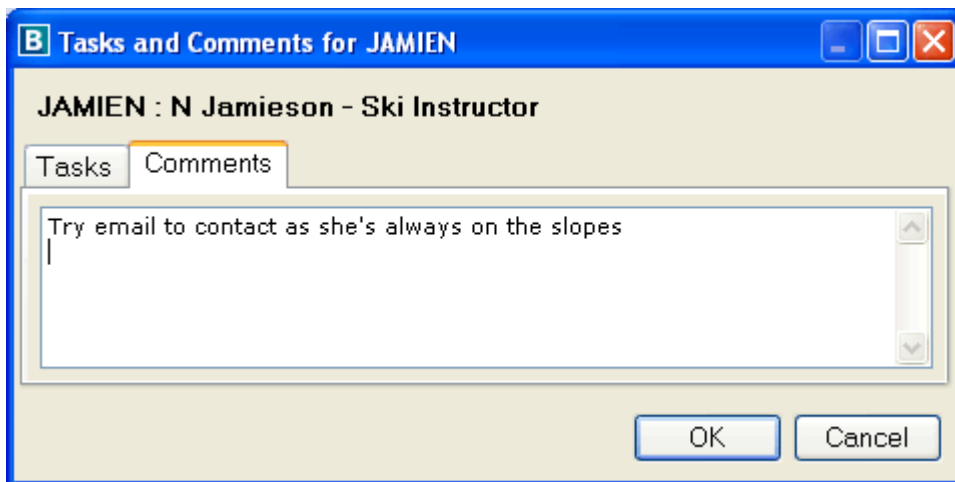 B Tasks and Comments for JAMIEN
JAMIEN : N Jamieson - Ski Instructor
Tasks Comments
Try email to contact as she's always on the slopes
OK Cancel